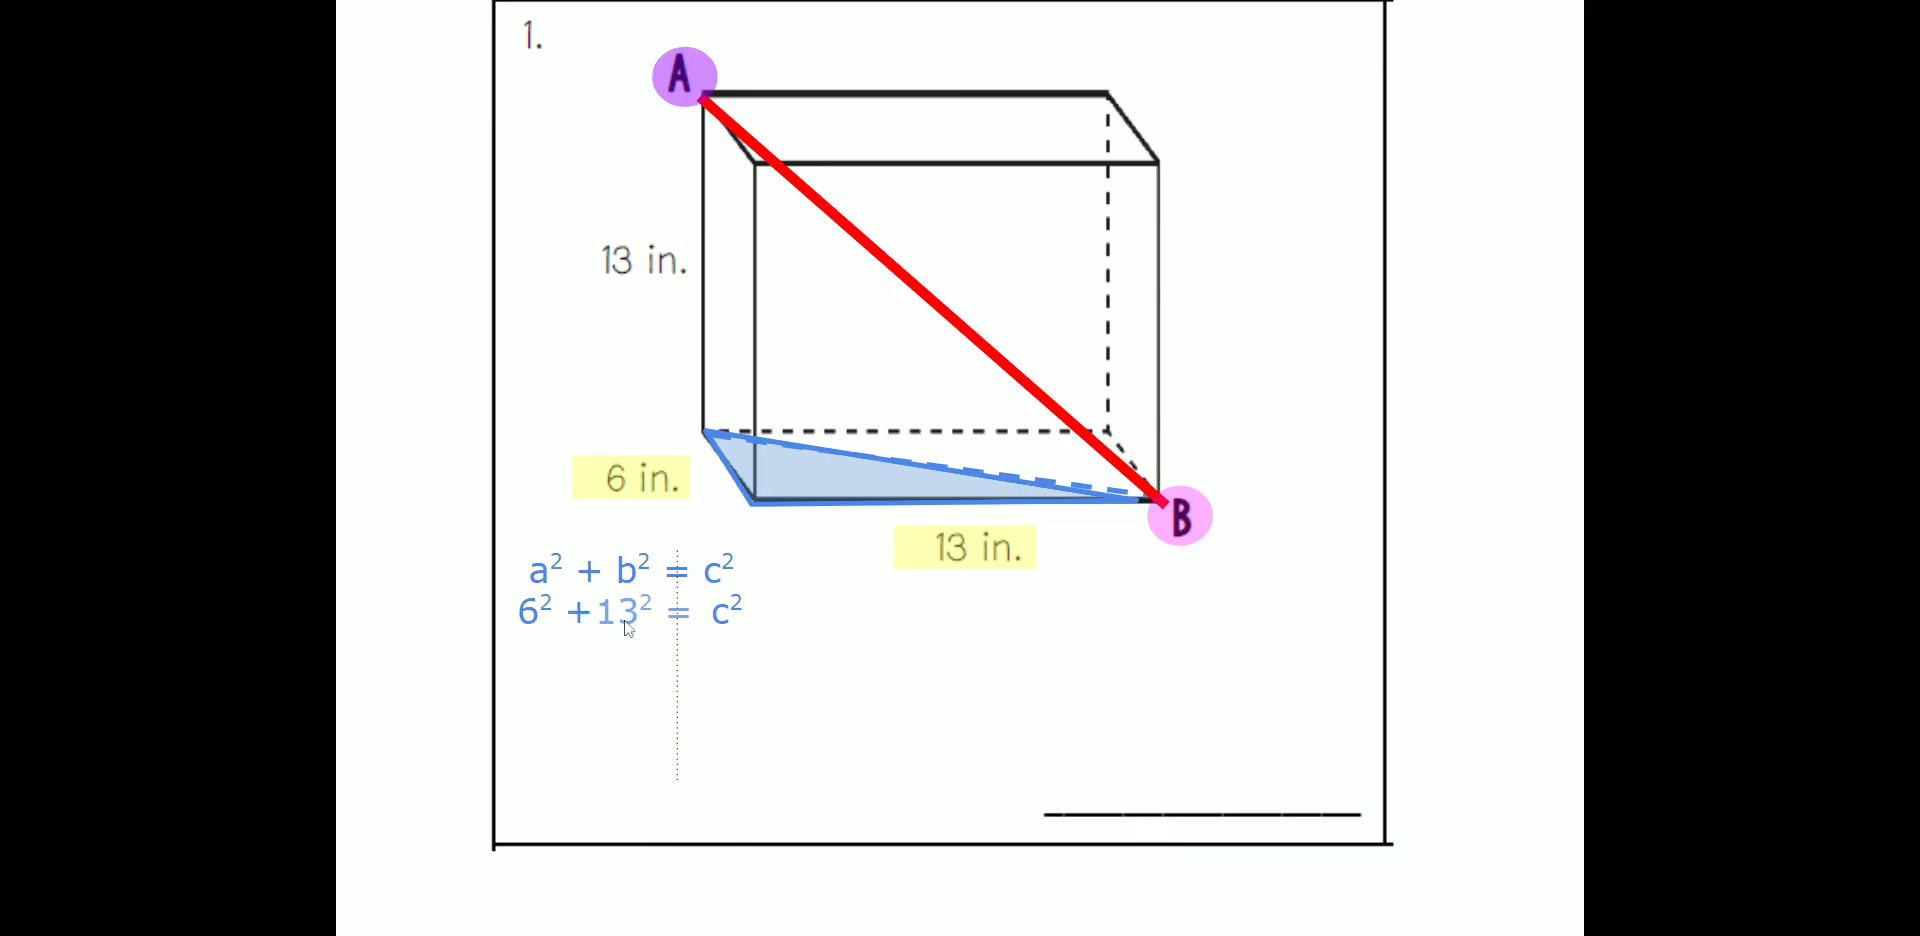 1.
A
13 in.
6 in.
B
13 in.
a² + b² = c²
6² + 13² = c²